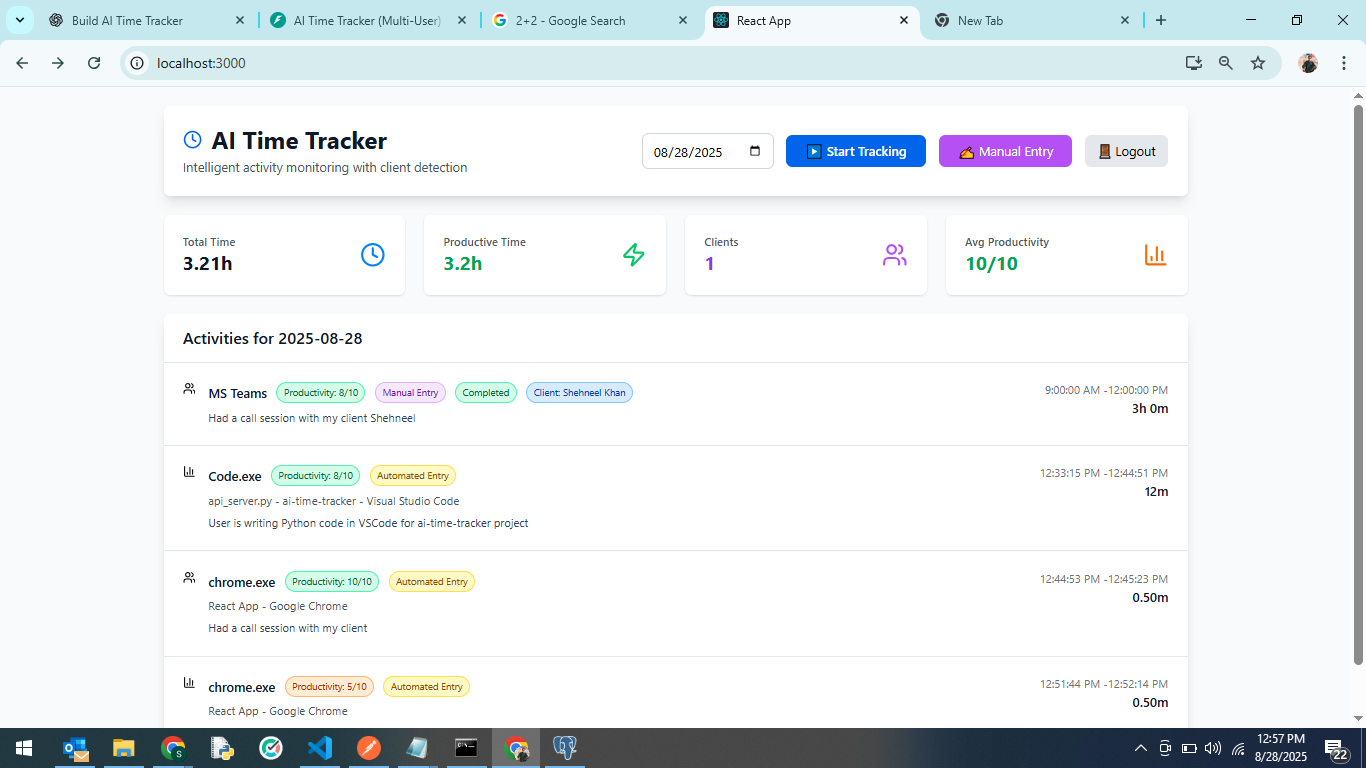 Build AI Time Tracker
AI Time Tracker (Multi-User)
2+2 - Google Search
React App
New Tab
localhost:3000
AI Time Tracker
Intelligent activity monitoring with client detection
08/28/2025
Start Tracking
Manual Entry
Logout
Total Time
3.21h
Productive Time
3.2h
Clients
1
Avg Productivity
10/10
Activities for 2025-08-28
MS Teams Productivity: 8/10 Manual Entry Completed Client: Shehneel Khan
9:00:00 AM -12:00:00 PM
Had a call session with my client Shehneel
3h 0m
Code.exe Productivity: 8/10 Automated Entry
12:33:15 PM -12:44:51 PM
api_server.py - ai-time-tracker - Visual Studio Code
12m
User is writing Python code in VSCode for ai-time-tracker project
chrome.exe Productivity: 10/10 Automated Entry
12:44:53 PM -12:45:23 PM
React App - Google Chrome
0.50m
Had a call session with my client
chrome.exe Productivity: 5/10 Automated Entry
12:51:44 PM -12:52:14 PM
React App - Google Chrome
0.50m
12:57 PM
8/28/2025
22